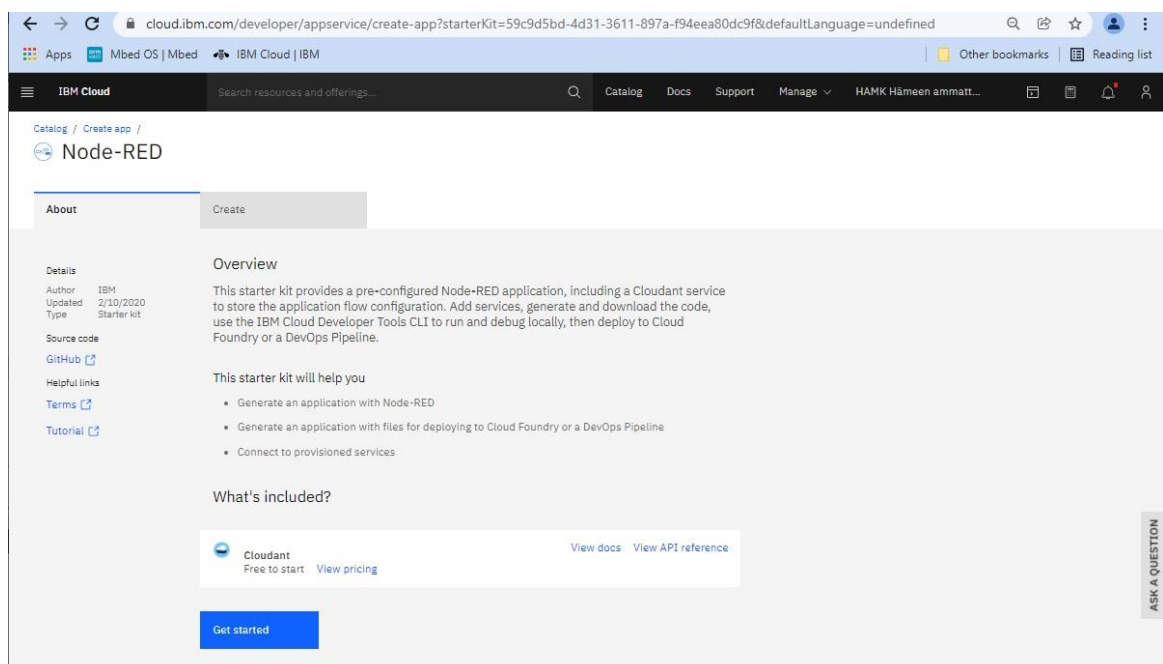 cloud.ibm.com/developer/appservice/create-app?starterKit=59c9d5bd-4d31-3611-897a-f94eea80dc9f&defaultLanguage=undefined
Apps Mbed OS | Mbed IBM Cloud | IBM Other bookmarks Reading list
IBM Cloud Search resources and offerings... Catalog Docs Support Manage HAMK Hämeen ammatt...
Catalog / Create app /
Node-RED
About Create
Details
Author IBM
Updated 2/10/2020
Type Starter kit
Source code
GitHub
Helpful links
Terms
Tutorial
Overview
This starter kit provides a pre-configured Node-RED application, including a Cloudant service
to store the application flow configuration. Add services, generate and download the code,
use the IBM Cloud Developer Tools CLI to run and debug locally, then deploy to Cloud
Foundry or a DevOps Pipeline.
This starter kit will help you
• Generate an application with Node-RED
• Generate an application with files for deploying to Cloud Foundry or a DevOps Pipeline
• Connect to provisioned services
What's included?
Cloudant View docs View API reference
Free to start View pricing
Get started
ASK A QUESTION